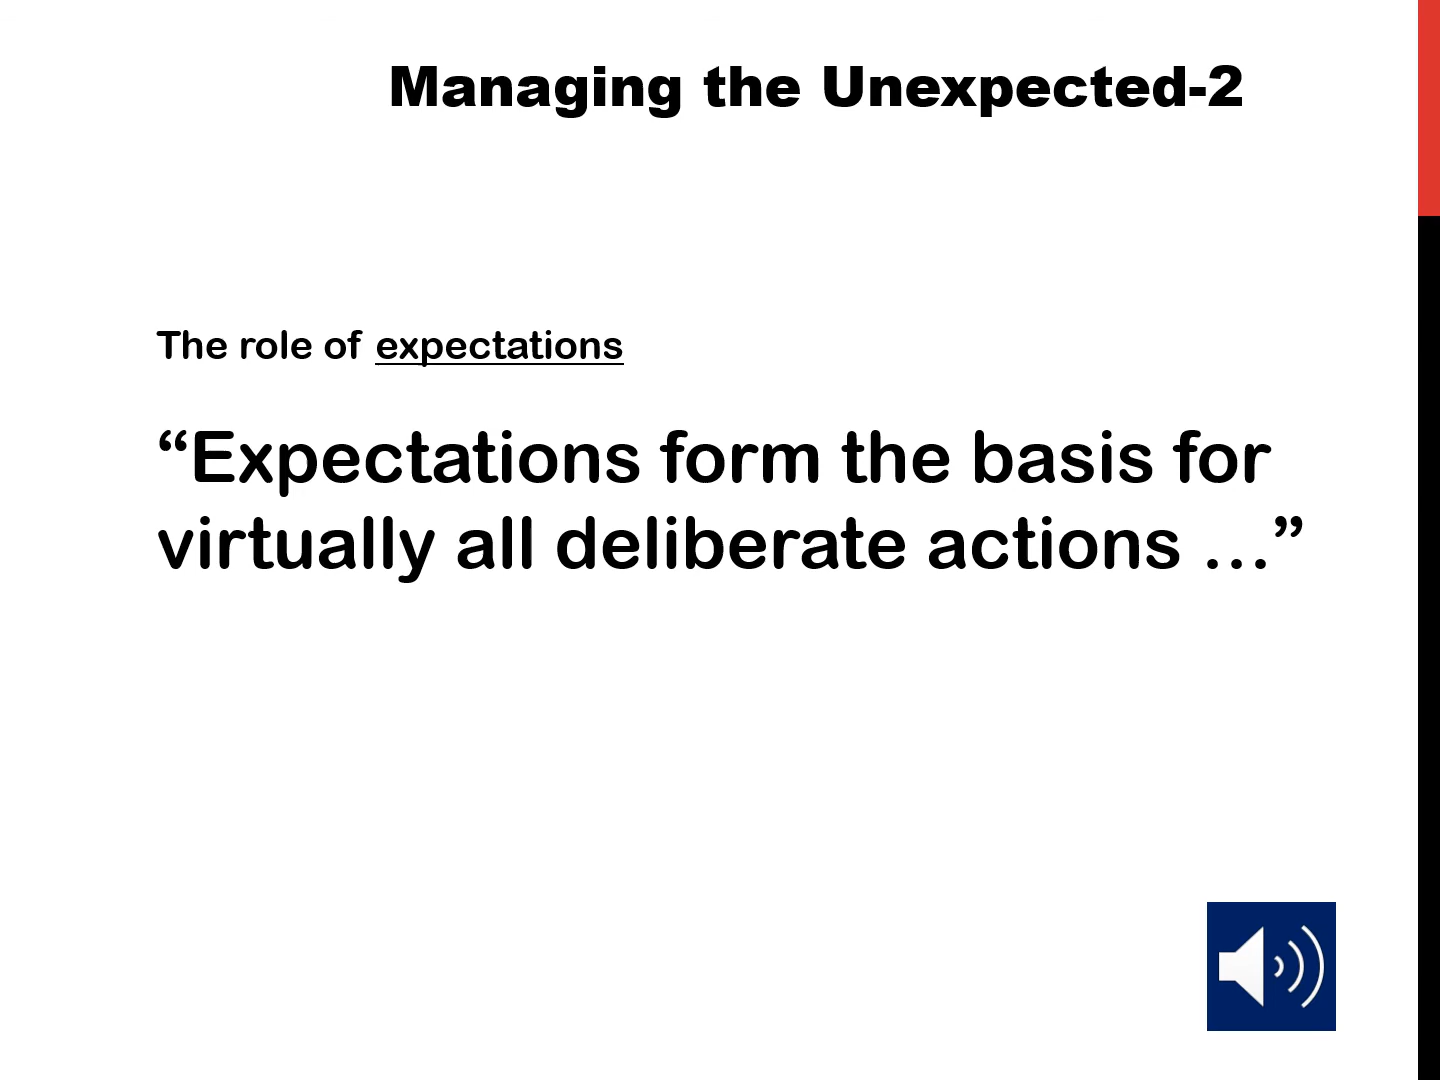 Managing the Unexpected-2
The role of expectations
“Expectations form the basis for
virtually all deliberate actions …”